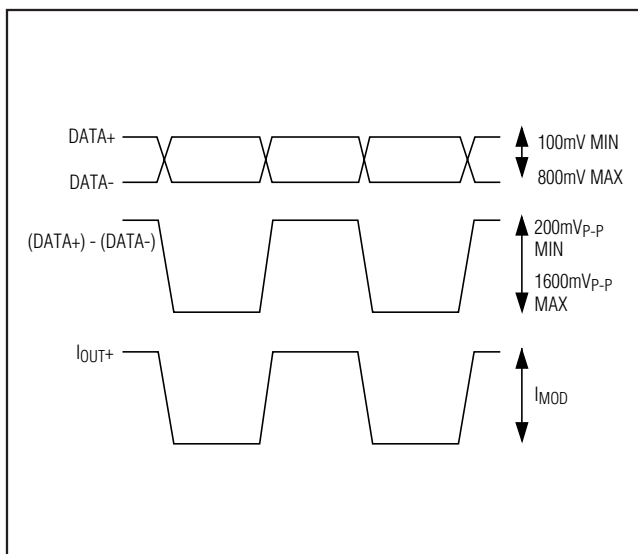 DATA+
100mV MIN
DATA-
800mV MAX
(DATA+) - (DATA-)
200mVP-P
MIN
1600mVP-P
MAX
IOUT+
IMOD